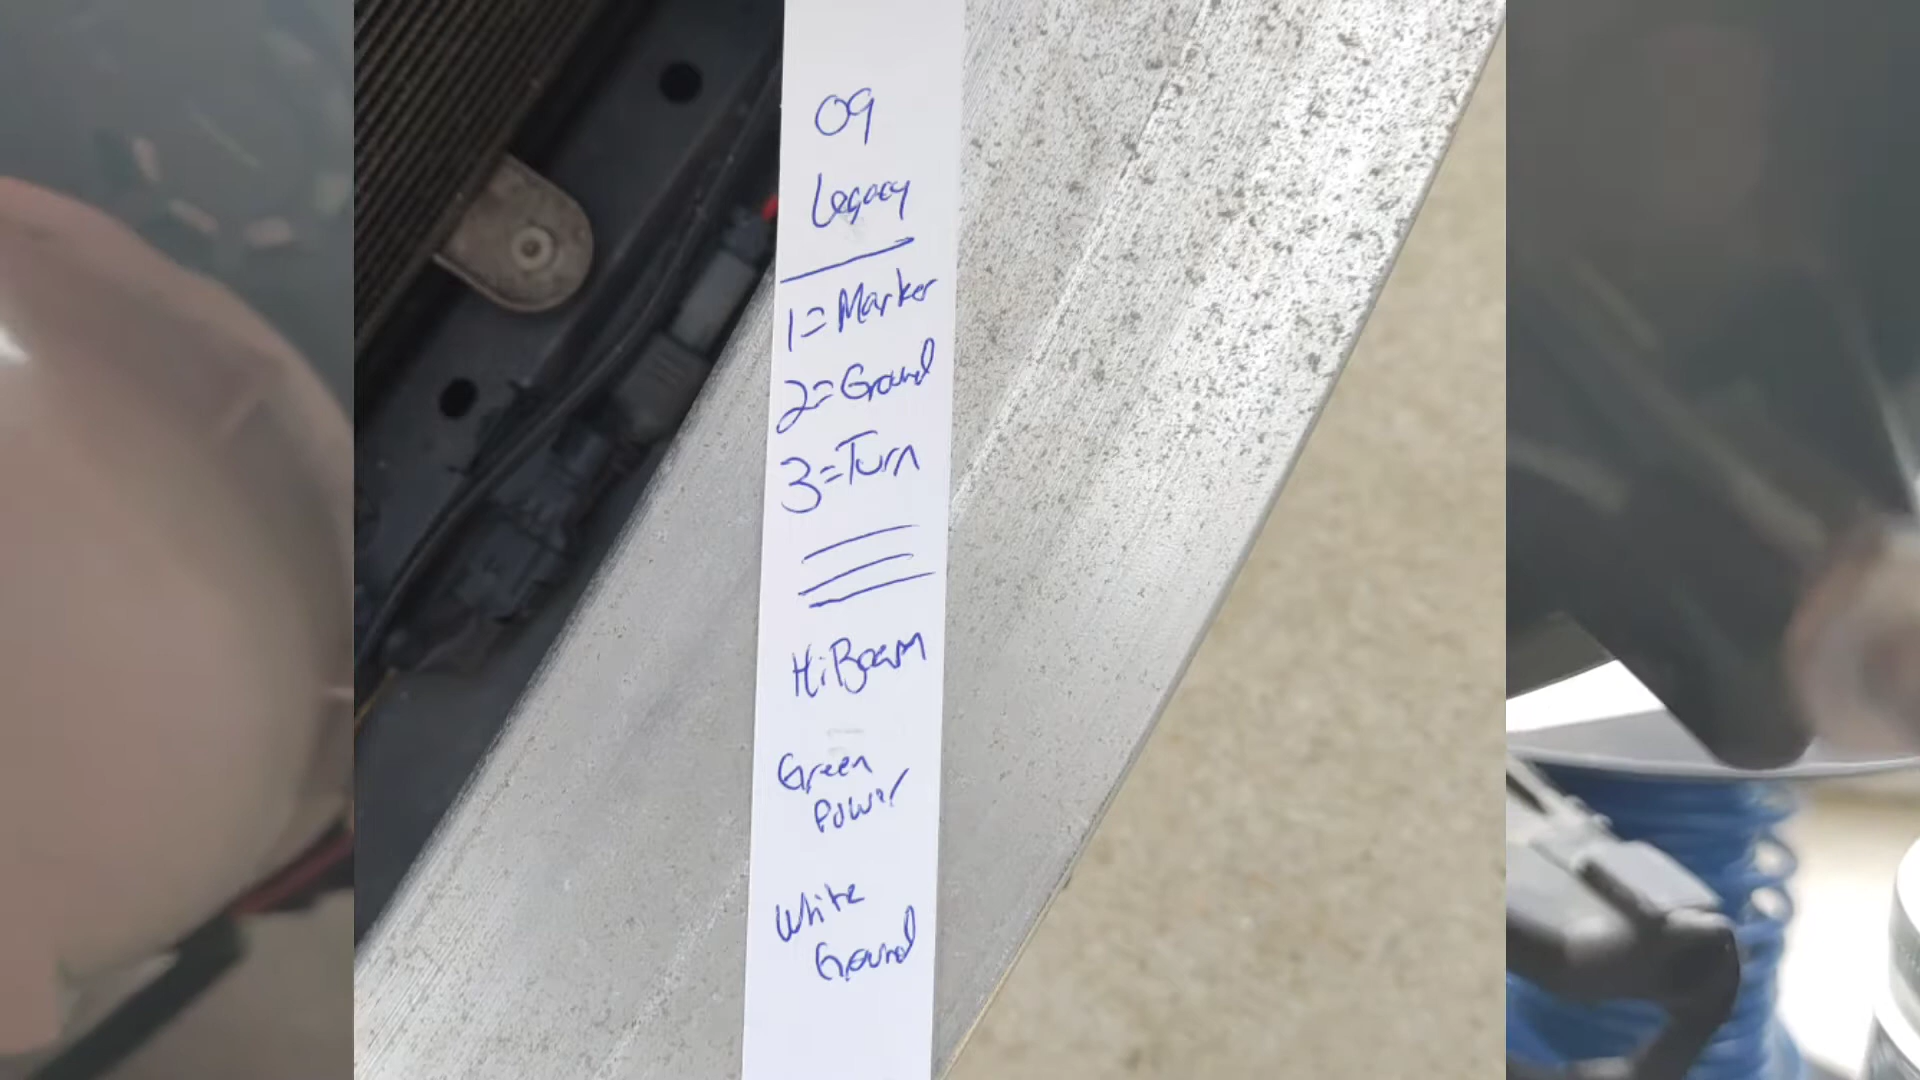 09
Legacy
1=Marker
2=Ground
3=Turn
HiBeam
Green
Power
White
Ground